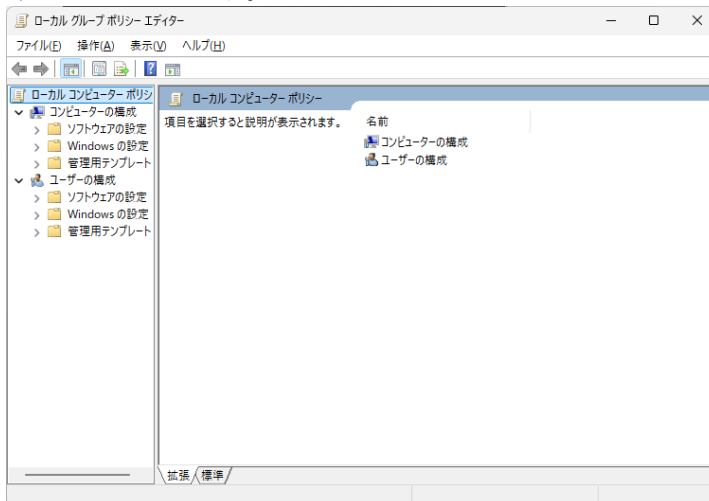 ローカル グループ ポリシー エディター
ファイル(F) 操作(A) 表示(V) ヘルプ(H)
ローカル コンピューター ポリシ
コンピューターの構成
ソフトウェアの設定
Windows の設定
管理用テンプレート
ユーザーの構成
ソフトウェアの設定
Windows の設定
管理用テンプレート
ローカル コンピューター ポリシー
項目を選択すると説明が表示されます。
名前
コンピューターの構成
ユーザーの構成
拡張 標準